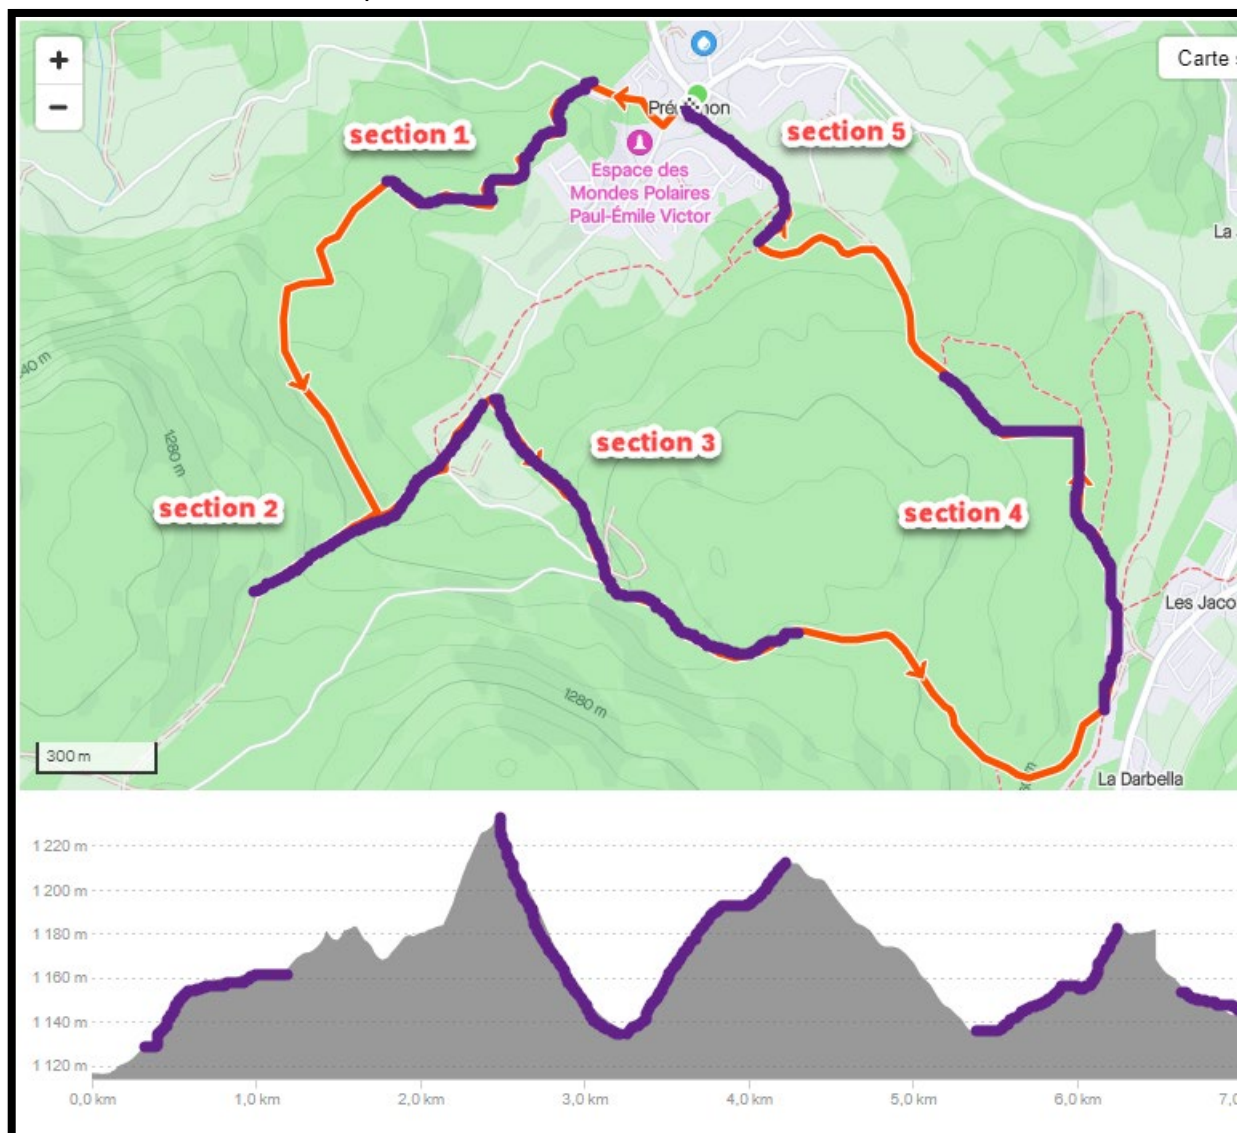 +
Carte
−
Pré non
section 1
section 5
Espace des
Mondes Polaires
Paul-Émile Victor
La
40 m
1280 m
section 3
section 2
section 4
Les Jaco
1280 m
300 m
La Darbella
1 220 m
1 200 m
1 180 m
1 160 m
1 140 m
1 120 m
0,0 km 1,0 km 2,0 km 3,0 km 4,0 km 5,0 km 6,0 km 7,0